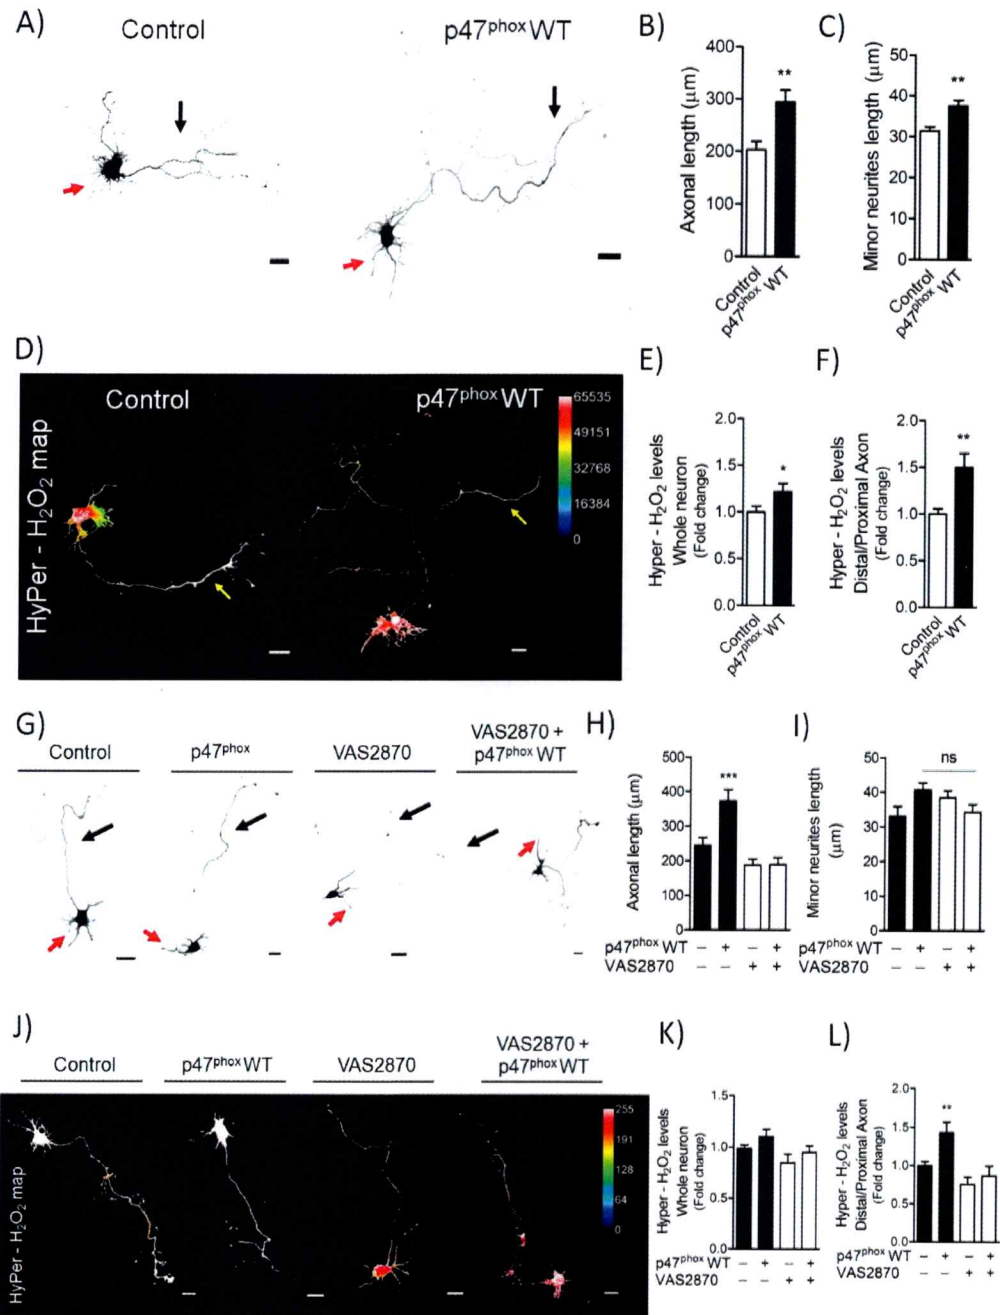 A)
Control
p47phox WT
B)
Axonal length (μm)
400
300
200
100
0
Control
p47phox WT
**
C)
Minor neurites length (μm)
50
40
30
20
10
0
Control
p47phox WT
**
D)
HyPer - H2O2 map
Control
p47phox WT
65535
49151
32768
16384
0
E)
Hyper - H2O2 levels
Whole neuron
(Fold change)
2.0
1.5
1.0
0.5
0.0
*
Control
p47phox WT
F)
Hyper - H2O2 levels
Distal/Proximal Axon
(Fold change)
2.0
1.5
1.0
0.5
0.0
**
Control
p47phox WT
G)
Control
p47phox
VAS2870
VAS2870 +
p47phox WT
H)
Axonal length (μm)
500
400
300
200
100
0
***
p47phox WT – + – +
VAS2870 – – + +
I)
Minor neurites length
(μm)
50
40
30
20
10
0
ns
p47phox WT – + – +
VAS2870 – – + +
J)
Control
p47phox WT
VAS2870
VAS2870 +
p47phox WT
HyPer - H2O2 map
255
191
128
64
0
K)
Hyper - H2O2 levels
Whole neuron
(Fold change)
1.5
1.0
0.5
0.0
p47phox WT – + – +
VAS2870 – – + +
L)
Hyper - H2O2 levels
Distal/Proximal Axon
(Fold change)
2.0
1.5
1.0
0.5
0.0
**
p47phox WT – + – +
VAS2870 – – + +